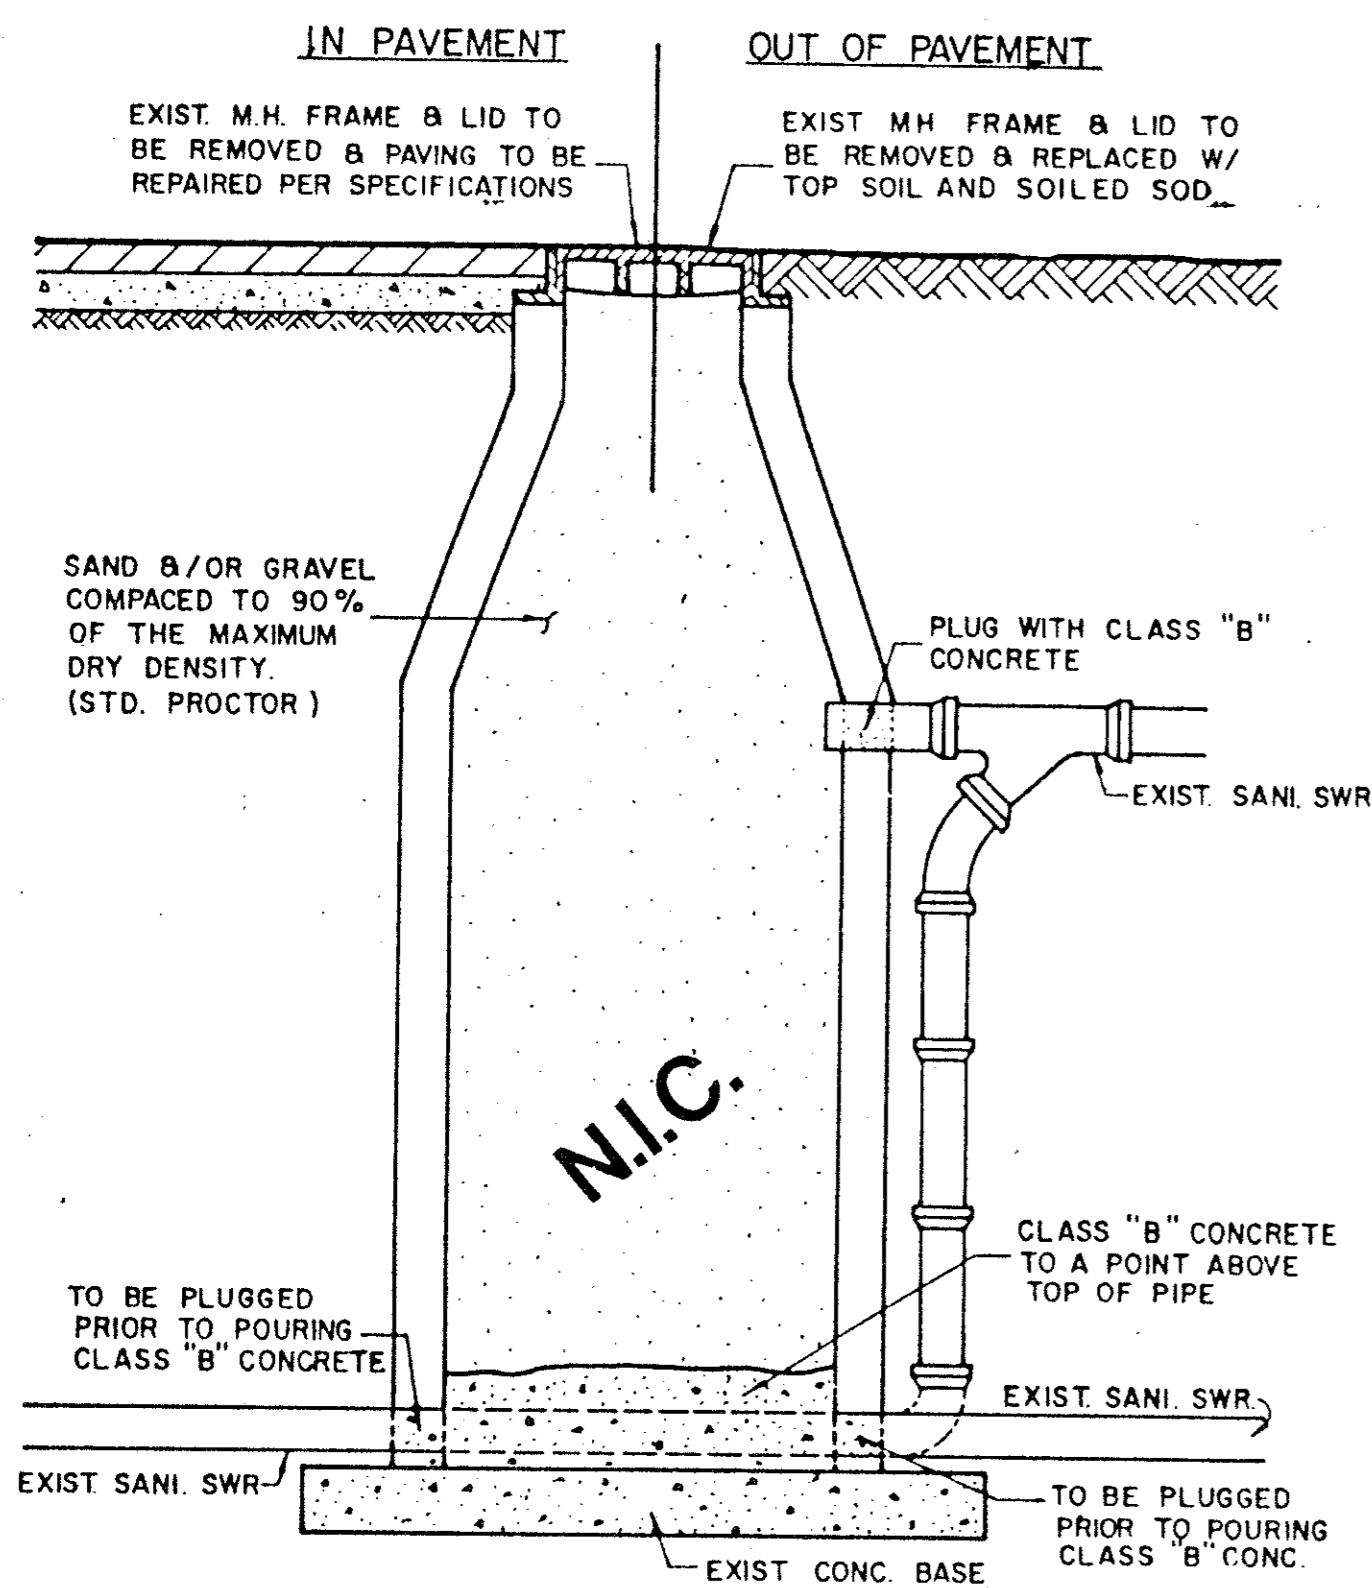 IN PAVEMENT
OUT OF PAVEMENT
EXIST. M.H. FRAME & LID TO
BE REMOVED & PAVING TO BE
REPAIRED PER SPECIFICATIONS
EXIST MH FRAME & LID TO
BE REMOVED & REPLACED W/
TOP SOIL AND SOILED SOD
SAND &/OR GRAVEL
COMPACED TO 90%
OF THE MAXIMUM
DRY DENSITY.
(STD. PROCTOR)
PLUG WITH CLASS "B"
CONCRETE
EXIST. SANI. SWR
N.I.C.
CLASS "B" CONCRETE
TO A POINT ABOVE
TOP OF PIPE
TO BE PLUGGED
PRIOR TO POURING
CLASS "B" CONCRETE
EXIST. SANI. SWR.
EXIST. SANI. SWR
TO BE PLUGGED
PRIOR TO POURING
CLASS "B" CONC.
EXIST CONC. BASE